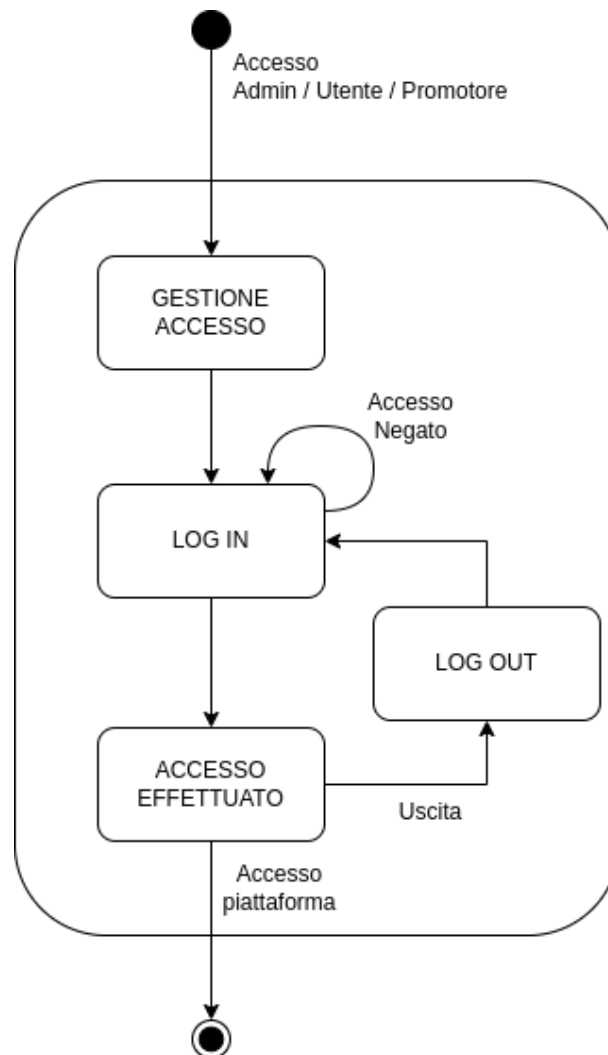 Accesso
Admin / Utente / Promotore
GESTIONE
ACCESSO
Accesso
Negato
LOG IN
LOG OUT
ACCESSO
EFFETTUATO
Uscita
Accesso
piattaforma